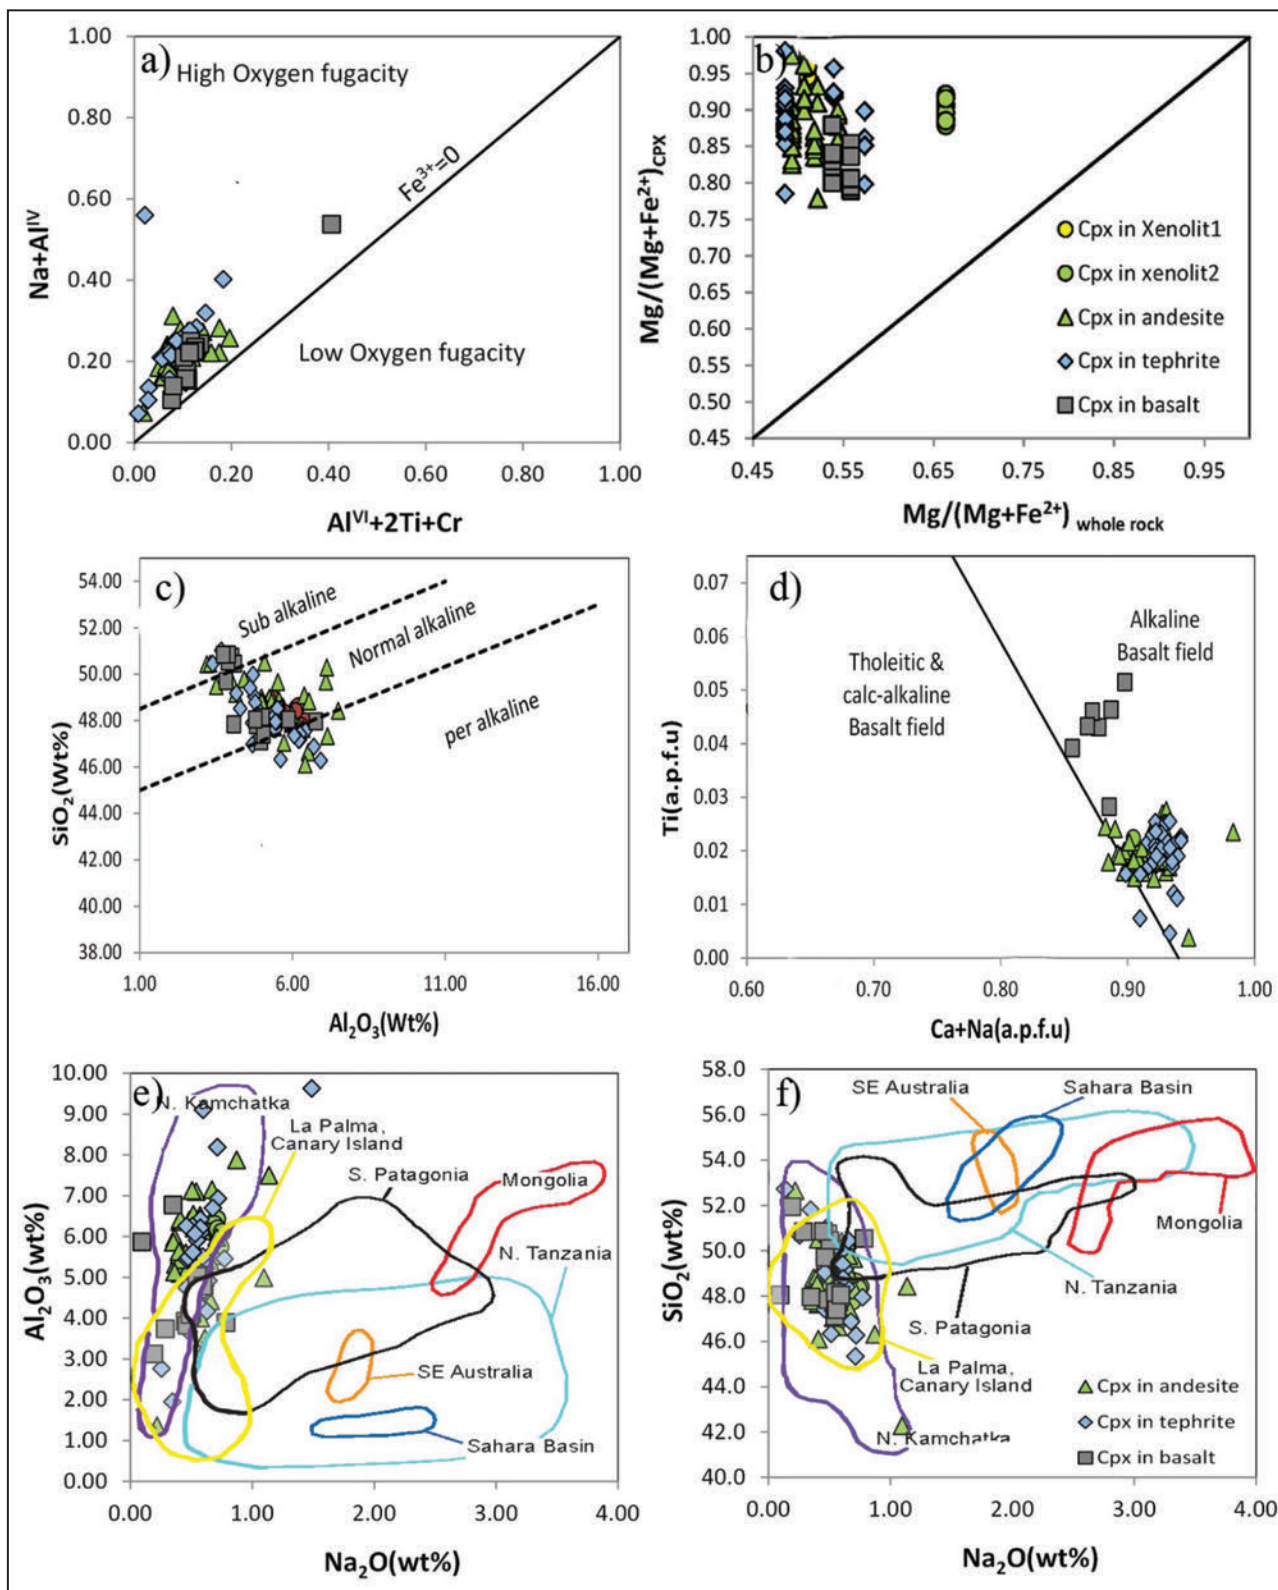 a)
High Oxygen fugacity
Fe³⁺=0
Low Oxygen fugacity
1.00
0.80
0.60
0.40
0.20
0.00
Na+Alᴵⱽ
0.00
0.20
0.40
0.60
0.80
1.00
Alⱽᴵ+2Ti+Cr
b)
1.00
0.95
0.90
0.85
0.80
0.75
0.70
0.65
0.60
0.55
0.50
0.45
Mg/(Mg+Fe²⁺)CPX
Cpx in Xenolit1
Cpx in xenolit2
Cpx in andesite
Cpx in tephrite
Cpx in basalt
0.45
0.55
0.65
0.75
0.85
0.95
Mg/(Mg+Fe²⁺) whole rock
c)
54.00
52.00
50.00
48.00
46.00
44.00
42.00
40.00
38.00
SiO₂(Wt%)
Sub alkaline
Normal alkaline
per alkaline
1.00
6.00
11.00
16.00
Al₂O₃(Wt%)
d)
0.07
0.06
0.05
0.04
0.03
0.02
0.01
0.00
Ti(a.p.f.u)
Tholeitic &
calc-alkaline
Basalt field
Alkaline
Basalt field
0.60
0.70
0.80
0.90
1.00
Ca+Na(a.p.f.u)
e)
10.00
9.00
8.00
7.00
6.00
5.00
4.00
3.00
2.00
1.00
0.00
Al₂O₃(wt%)
N. Kamchatka
La Palma,
Canary Island
S. Patagonia
Mongolia
N. Tanzania
SE Australia
Sahara Basin
0.00
1.00
2.00
3.00
4.00
Na₂O(wt%)
f)
58.0
56.0
54.0
52.0
50.0
48.0
46.0
44.0
42.0
40.0
SiO₂(wt%)
SE Australia
Sahara Basin
Mongolia
N. Tanzania
S. Patagonia
La Palma,
Canary Island
N. Kamchatka
Cpx in andesite
Cpx in tephrite
Cpx in basalt
0.00
1.00
2.00
3.00
4.00
Na₂O(wt%)